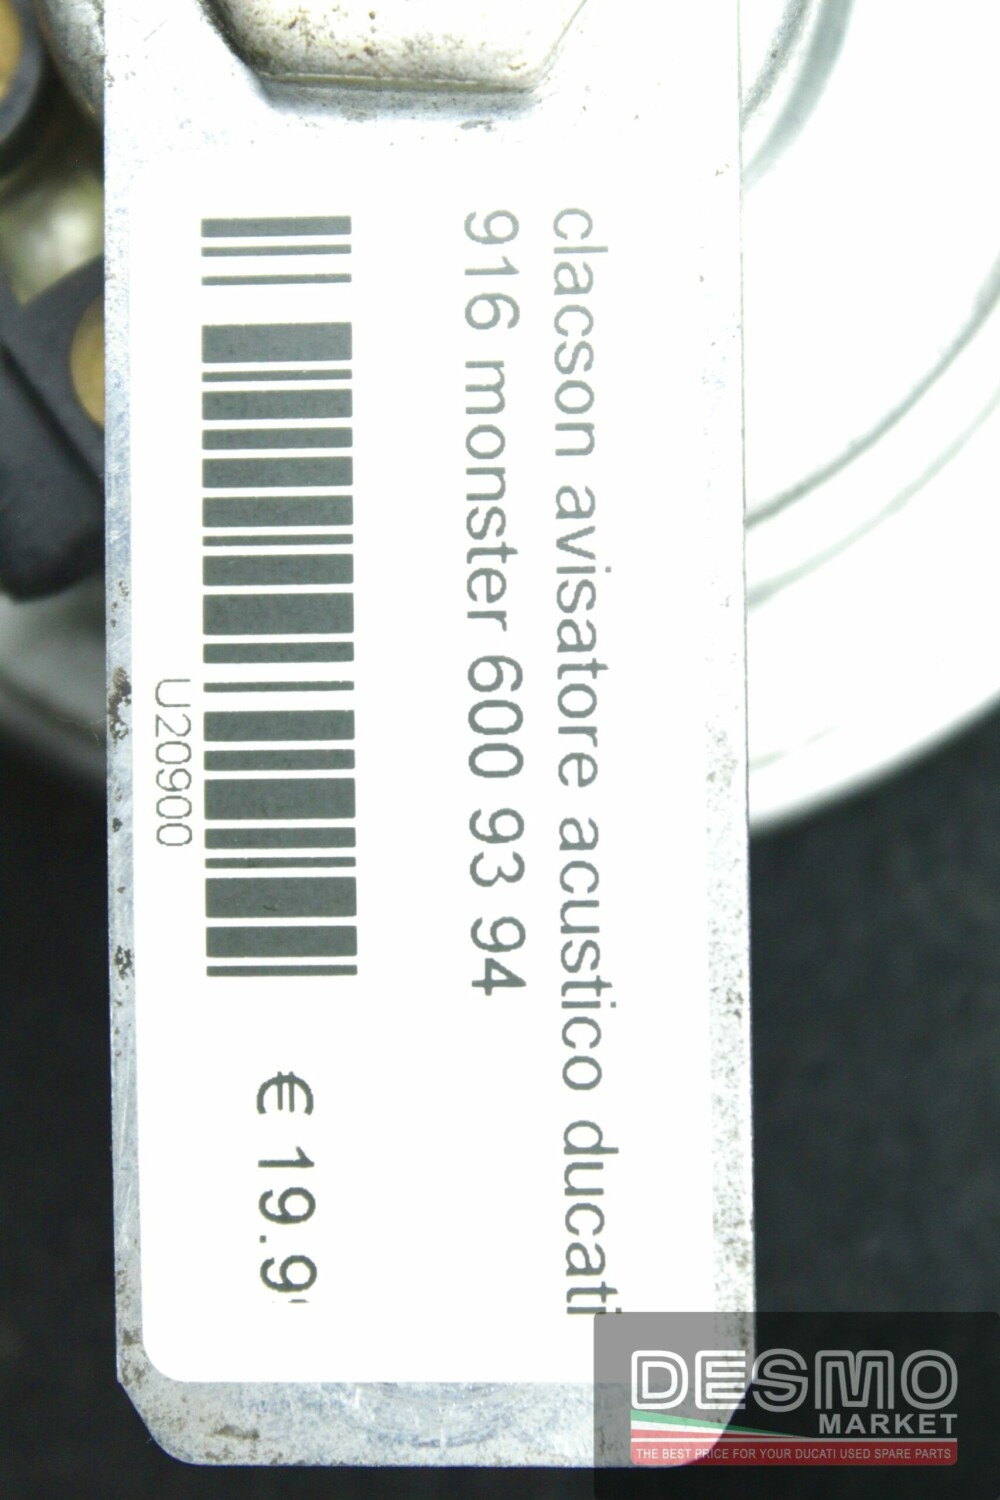 clacson avisatore acustico ducati
916 monster 600 93 94
U20900
€ 19.9
DESMO
MARKET
THE BEST PRICE FOR YOUR DUCATI USED SPARE PARTS